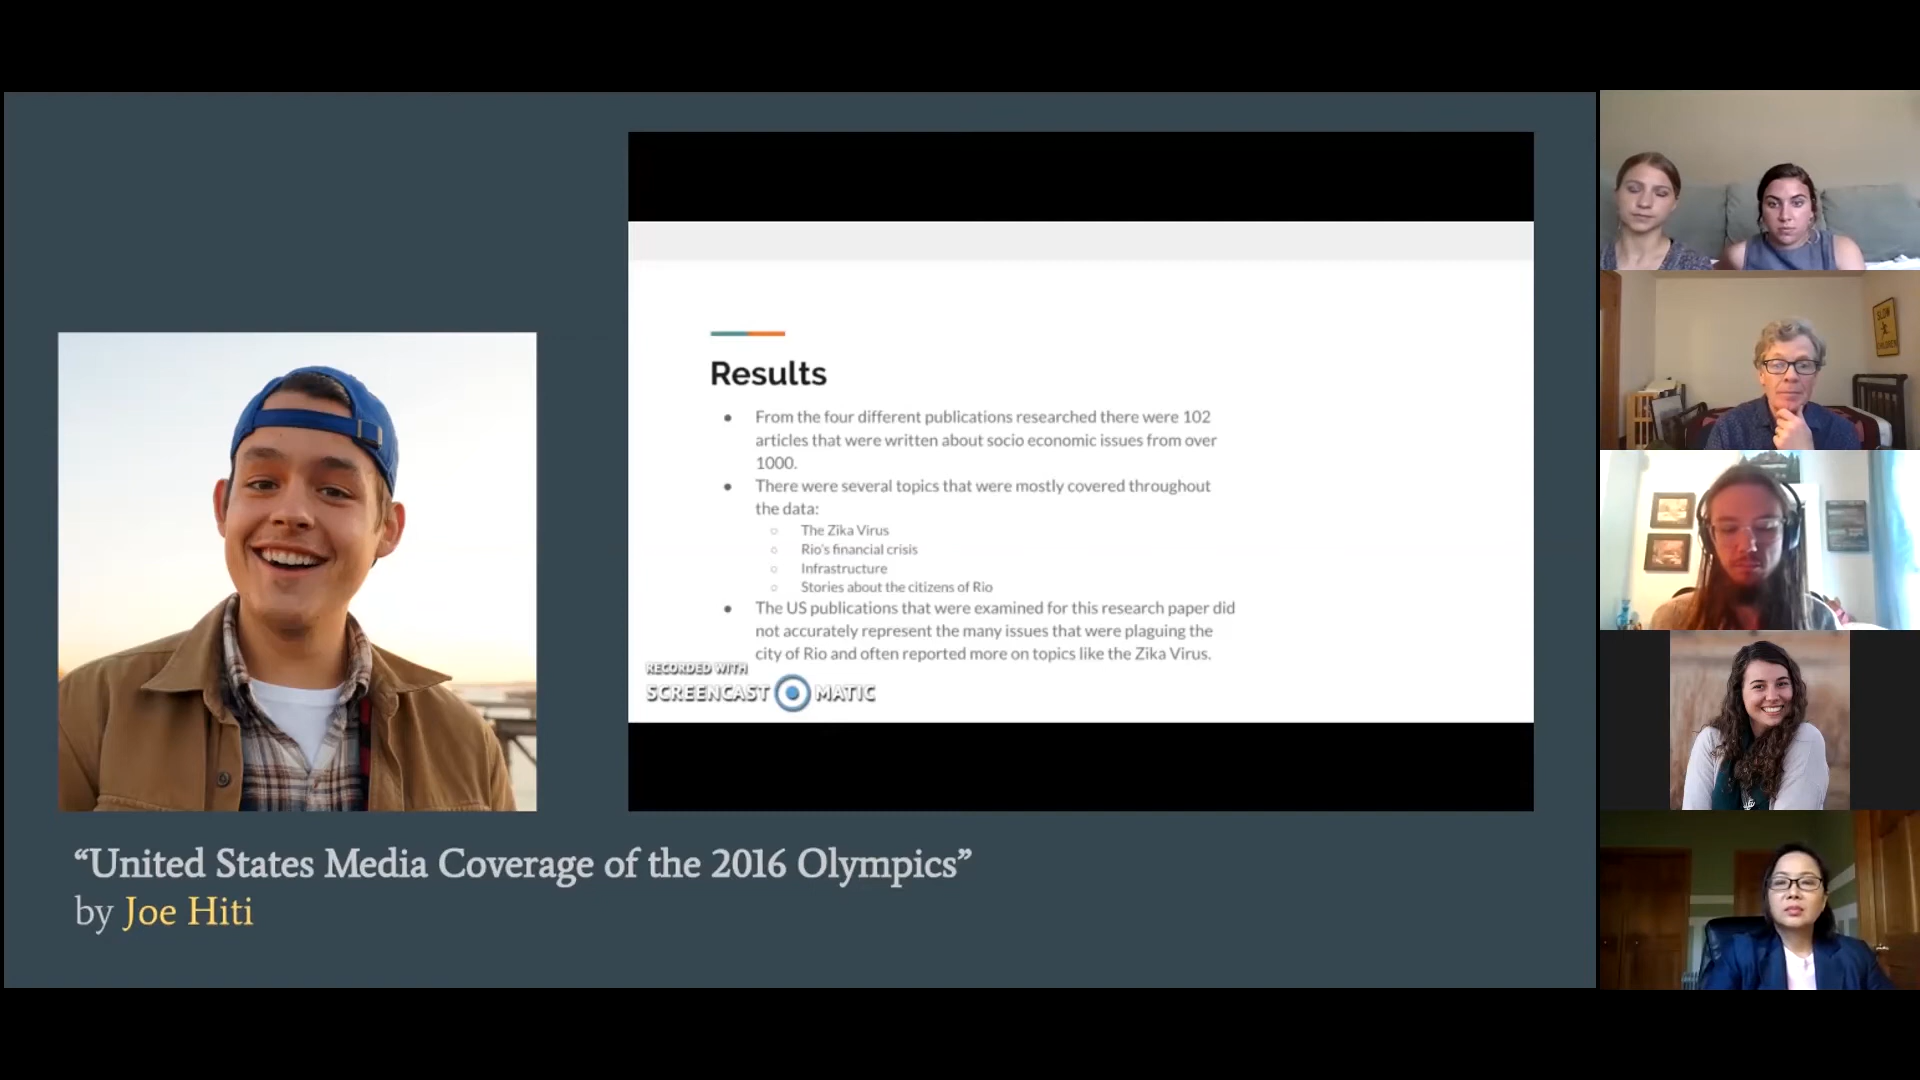 Results
From the four different publications researched there were 102
articles that were written about socio economic issues from over
1000.
There were several topics that were mostly covered throughout
the data:
The Zika Virus
Rio's financial crisis
Infrastructure
Stories about the citizens of Rio
The US publications that were examined for this research paper did
not accurately represent the many issues that were plaguing the
city of Rio and often reported more on topics like the Zika Virus.
RECORDED WITH
SCREENCAST MATIC
“United States Media Coverage of the 2016 Olympics”
by Joe Hiti
SLOW
CHILDREN